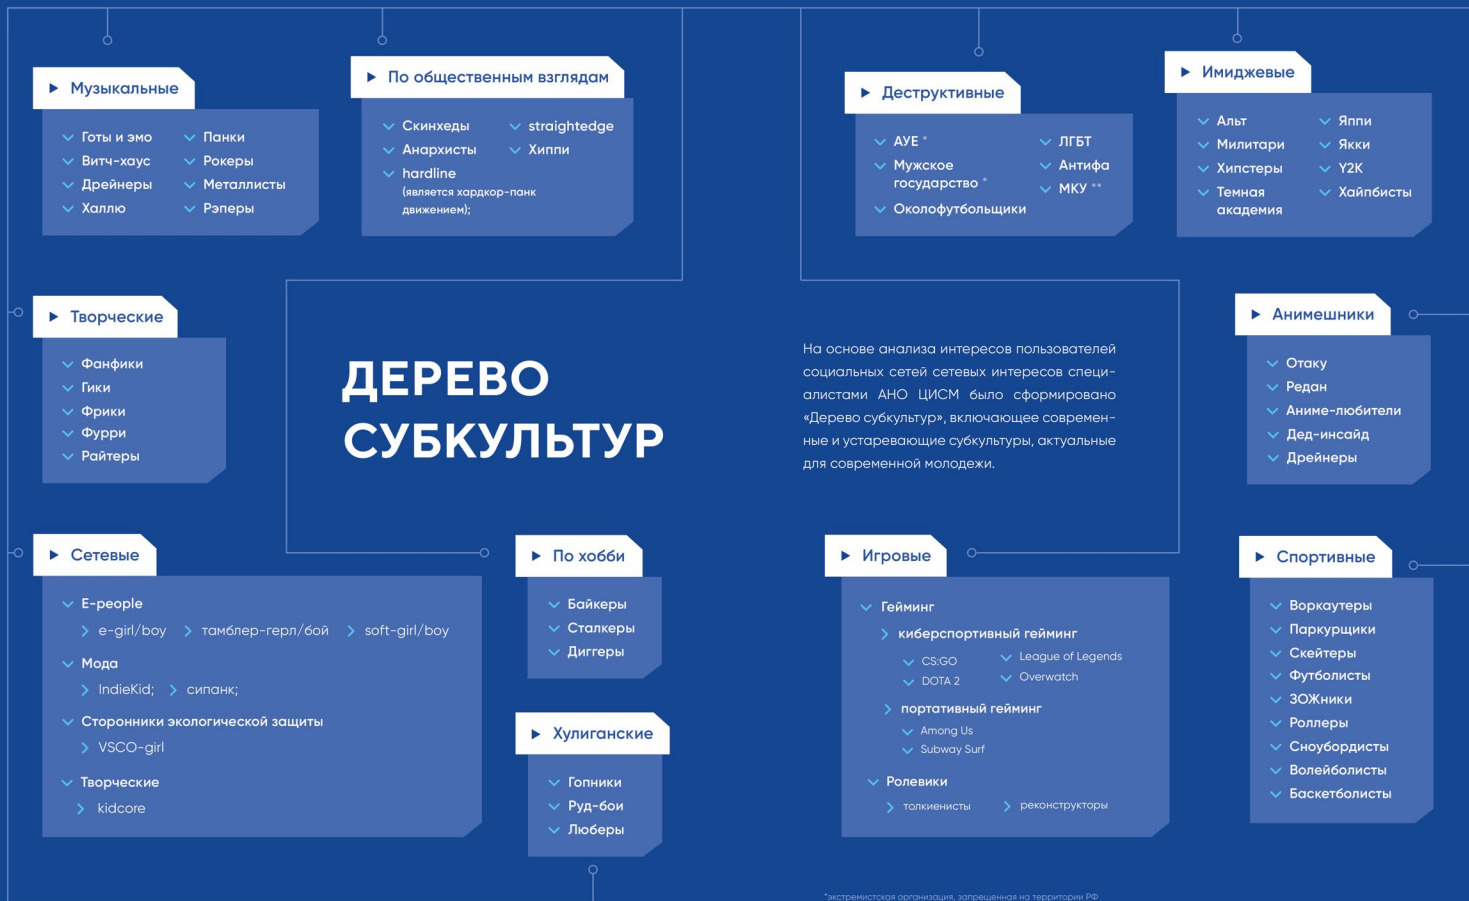 Музыкальные
Готы и эмо
Витч-хаус
Дрейнеры
Халлю
Панки
Рокеры
Металлисты
Рэперы
По общественным взглядам
Скинхеды
Анархисты
hardline
(является хардкор-панк
движением);
straightedge
Хиппи
Деструктивные
АУЕ *
Мужское
государство *
Околофутбольщики
ЛГБТ
Антифа
МКУ **
Имиджевые
Альт
Милитари
Хипстеры
Темная
академия
Яппи
Якки
Y2K
Хайпбисты
Творческие
Фанфики
Гики
Фрики
Фурри
Райтеры
ДЕРЕВО
СУБКУЛЬТУР
На основе анализа интересов пользователей
социальных сетей сетевых интересов специ-
алистами АНО ЦИСМ было сформировано
«Дерево субкультур», включающее современ-
ные и устаревающие субкультуры, актуальные
для современной молодежи.
Анимешники
Отаку
Редан
Аниме-любители
Дед-инсайд
Дрейнеры
Сетевые
E-people
e-girl/boy тамблер-герл/бой soft-girl/boy
Мода
IndieKid; сипанк;
Сторонники экологической защиты
VSCO-girl
Творческие
kidcore
По хобби
Байкеры
Сталкеры
Диггеры
Хулиганские
Гопники
Руд-бои
Люберы
Игровые
Гейминг
киберспортивный гейминг
CS:GO
DOTA 2
League of Legends
Overwatch
портативный гейминг
Among Us
Subway Surf
Ролевики
толкиенисты реконструкторы
Спортивные
Воркаутеры
Паркурщики
Скейтеры
Футболисты
ЗОЖники
Роллеры
Сноубордисты
Волейболисты
Баскетболисты
*экстремистская организация, запрещенная на территории РФ